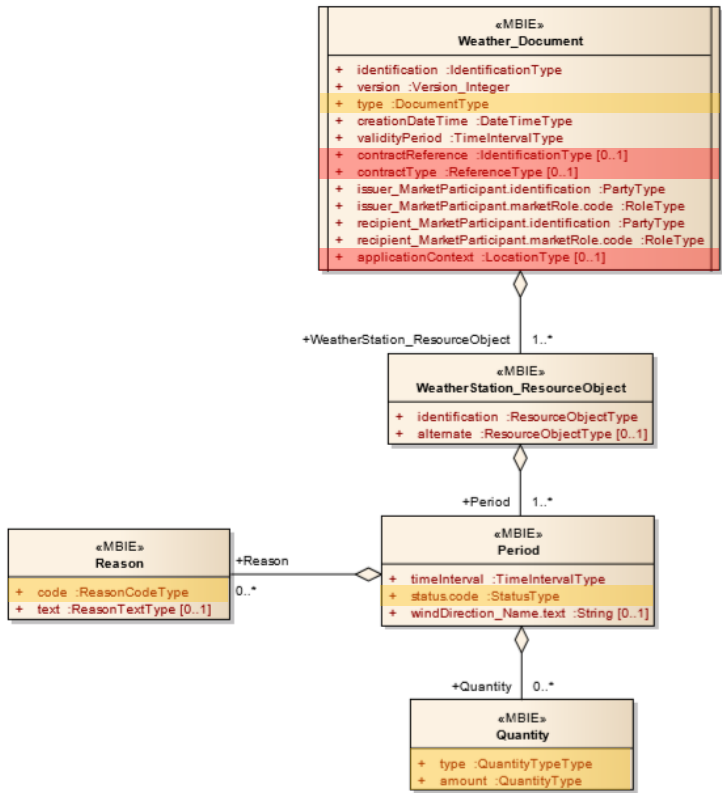 «MBIE»
Weather_Document
+ identification :IdentificationType
+ version :Version_Integer
+ type :DocumentType
+ creationDateTime :DateTimeType
+ validityPeriod :TimeIntervalType
+ contractReference :IdentificationType [0..1]
+ contractType :ReferenceType [0..1]
+ issuer_MarketParticipant.identification :PartyType
+ issuer_MarketParticipant.marketRole.code :RoleType
+ recipient_MarketParticipant.identification :PartyType
+ recipient_MarketParticipant.marketRole.code :RoleType
+ applicationContext :LocationType [0..1]
+WeatherStation_ResourceObject 1..*
«MBIE»
WeatherStation_ResourceObject
+ identification :ResourceObjectType
+ alternate :ResourceObjectType [0..1]
+Period 1..*
«MBIE»
Period
+ timeInterval :TimeIntervalType
+ status.code :StatusType
+ windDirection_Name.text :String [0..1]
+Reason
0..*
«MBIE»
Reason
+ code :ReasonCodeType
+ text :ReasonTextType [0..1]
+Quantity 0..*
«MBIE»
Quantity
+ type :QuantityTypeType
+ amount :QuantityType